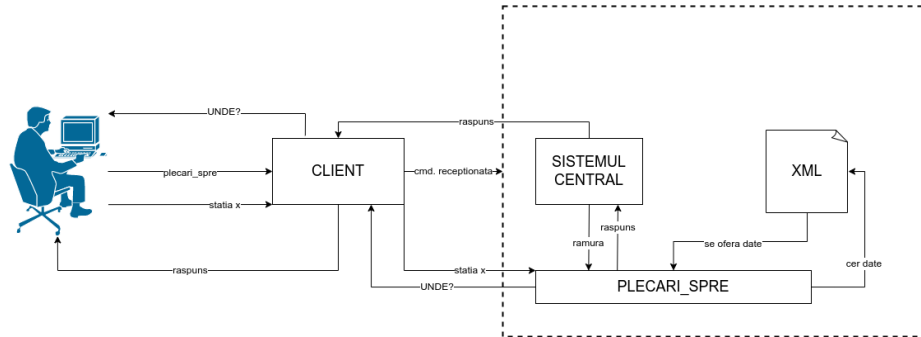 UNDE?
raspuns
plecari_spre
CLIENT
cmd. receptionata
SISTEMUL
CENTRAL
XML
statia x
raspuns
ramura
se ofera date
cer date
raspuns
statia x
UNDE?
PLECARI_SPRE